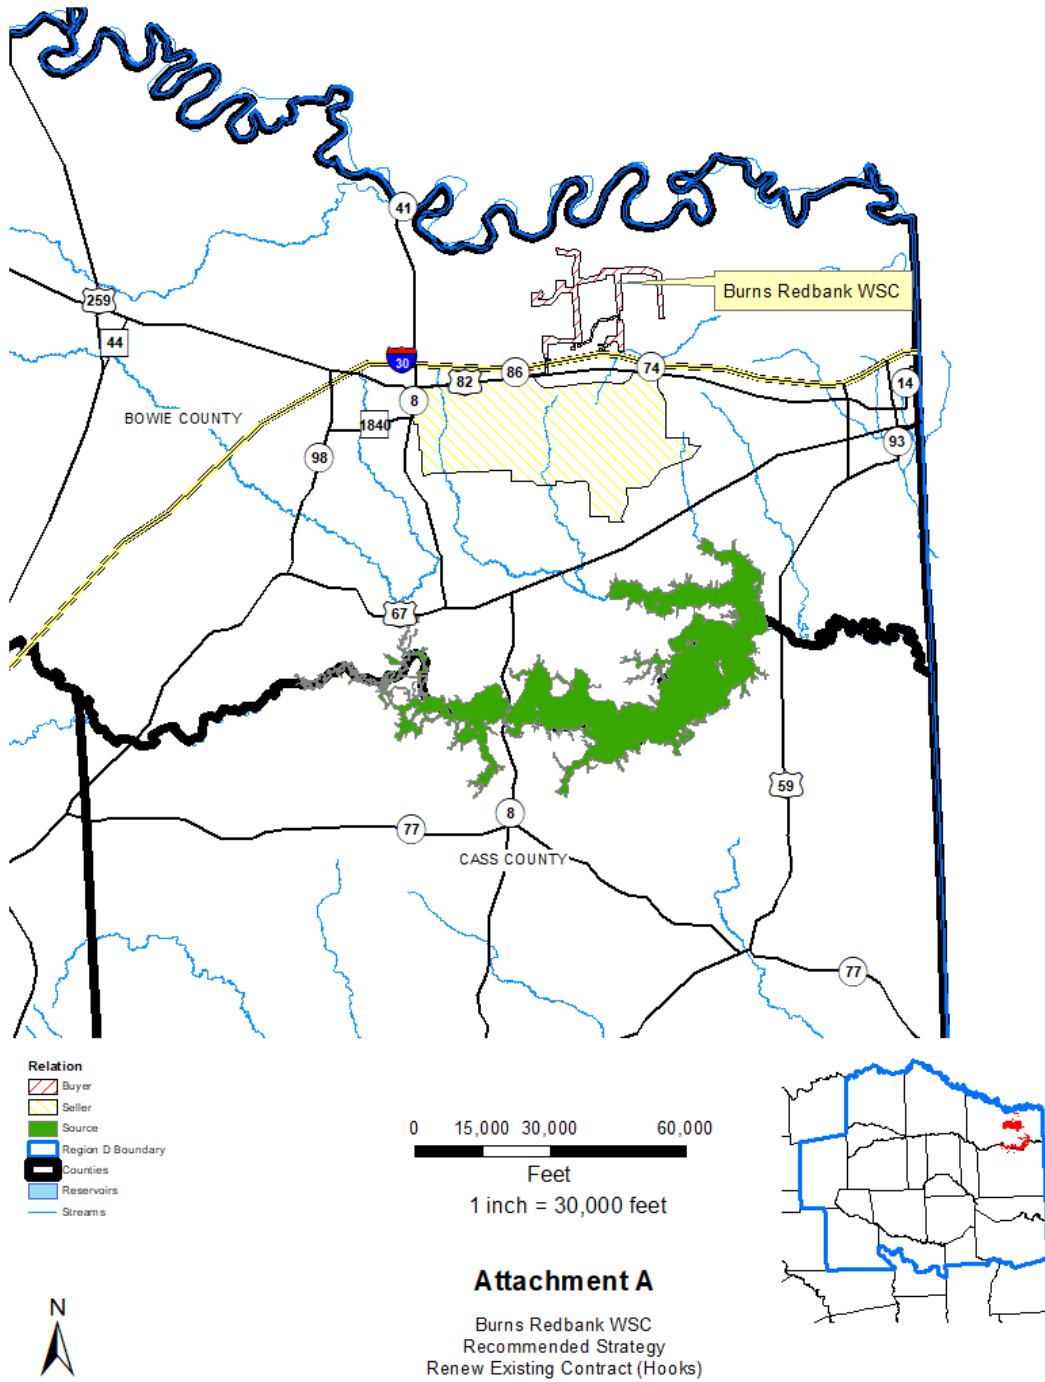 41
Burns Redbank WSC
259
44
30
74
86
82
14
8
BOWIE COUNTY
1840
93
98
67
59
8
77
CASS COUNTY
77
Relation
Buyer
Seller
Source
Region D Boundary
Counties
Reservoirs
Streams
0 15,000 30,000 60,000
Feet
1 inch = 30,000 feet
N
Attachment A
Burns Redbank WSC
Recommended Strategy
Renew Existing Contract (Hooks)